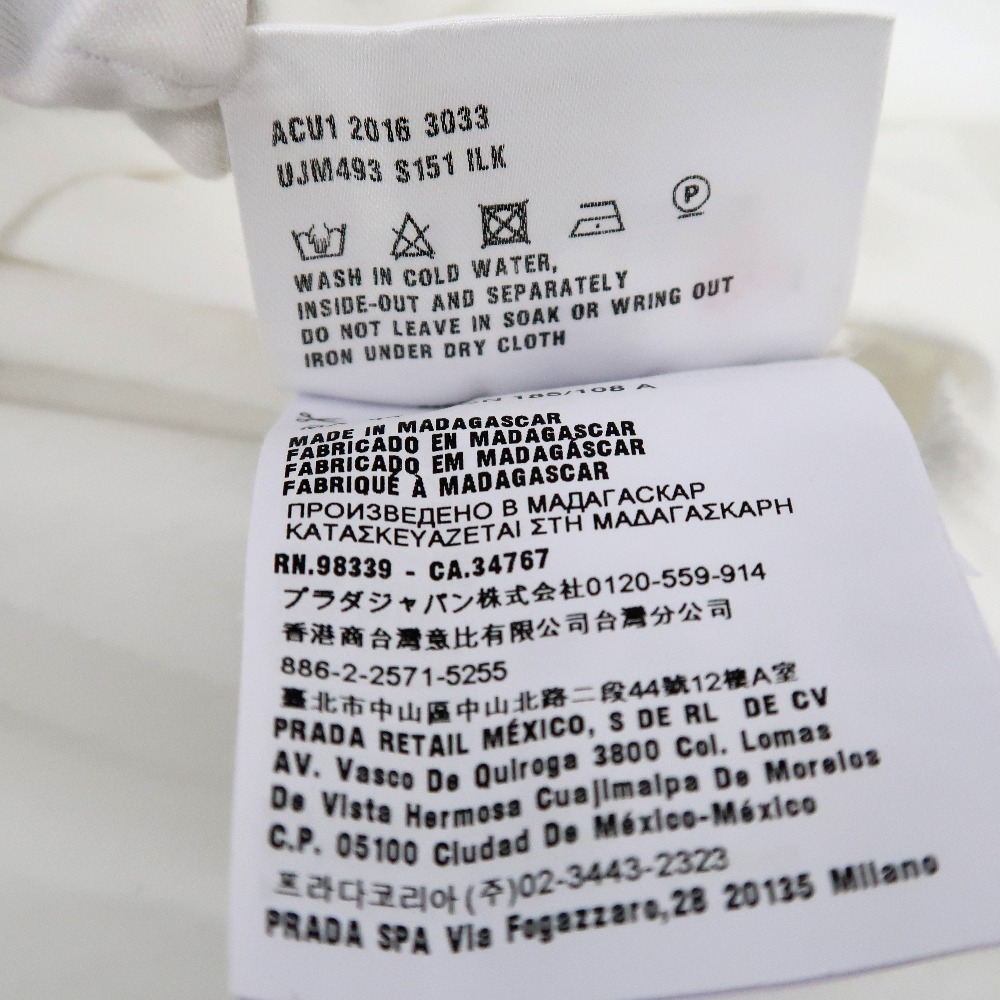 ACU1 2016 3033
UJM493 S151 ILK
P
WASH IN COLD WATER,
INSIDE-OUT AND SEPARATELY
DO NOT LEAVE IN SOAK OR WRING OUT
IRON UNDER DRY CLOTH
/108 A
MADE IN MADAGASCAR
FABRICADO EN MADAGASCAR
FABRICADO EM MADAGÁSCAR
FABRIQUÉ À MADAGASCAR
ПРОИЗВЕДЕНО В МАДАГАСКАР
ΚΑΤΑΣΚΕΥΑΖΕΤΑΙ ΣΤΗ ΜΑΔΑΓΑΣΚΑΡΗ
RN.98339 - CA.34767
プラダジャパン株式会社0120-559-914
香港商台灣意比有限公司台灣分公司
886-2-2571-5255
臺北市中山區中山北路二段44號12樓A室
PRADA RETAIL MÉXICO, S DE RL DE CV
AV. Vasco De Quiroga 3800 Col. Lomas
De Vista Hermosa Cuajimalpa De Morelos
C.P. 05100 Ciudad De México-México
프라다코리아(주)02-3443-2323
PRADA SPA Via Fogazzaro,28 20135 Milano